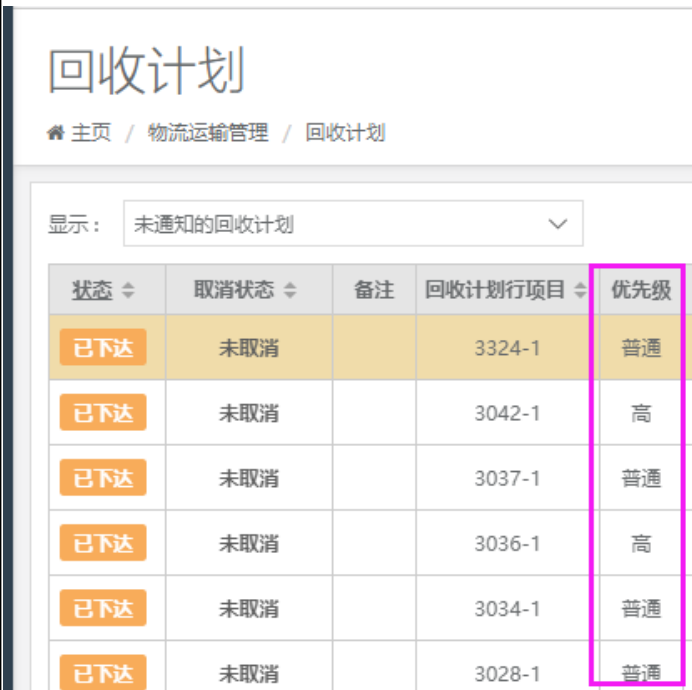 回收计划
主页 / 物流运输管理 / 回收计划
显示： 未通知的回收计划
状态 取消状态 备注 回收计划行项目 优先级
已下达 未取消 3324-1 普通
已下达 未取消 3042-1 高
已下达 未取消 3037-1 普通
已下达 未取消 3036-1 高
已下达 未取消 3034-1 普通
已下达 未取消 3028-1 普通